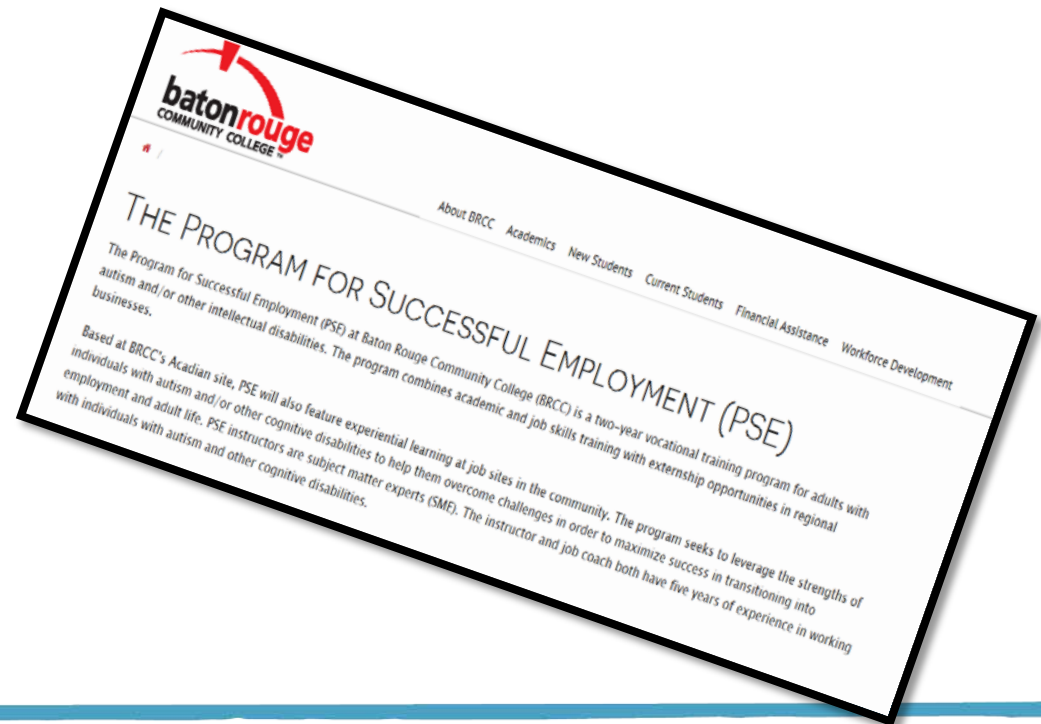 batonrouge
COMMUNITY COLLEGE ™
/
About BRCC Academics New Students Current Students Financial Assistance Workforce Development
THE PROGRAM FOR SUCCESSFUL EMPLOYMENT (PSE)
The Program for Successful Employment (PSE) at Baton Rouge Community College (BRCC) is a two-year vocational training program for adults with
autism and/or other intellectual disabilities. The program combines academic and job skills training with externship opportunities in regional
businesses.
Based at BRCC's Acadian site, PSE will also feature experiential learning at job sites in the community. The program seeks to leverage the strengths of
individuals with autism and/or other cognitive disabilities to help them overcome challenges in order to maximize success in transitioning into
employment and adult life. PSE instructors are subject matter experts (SME). The instructor and job coach both have five years of experience in working
with individuals with autism and other cognitive disabilities.